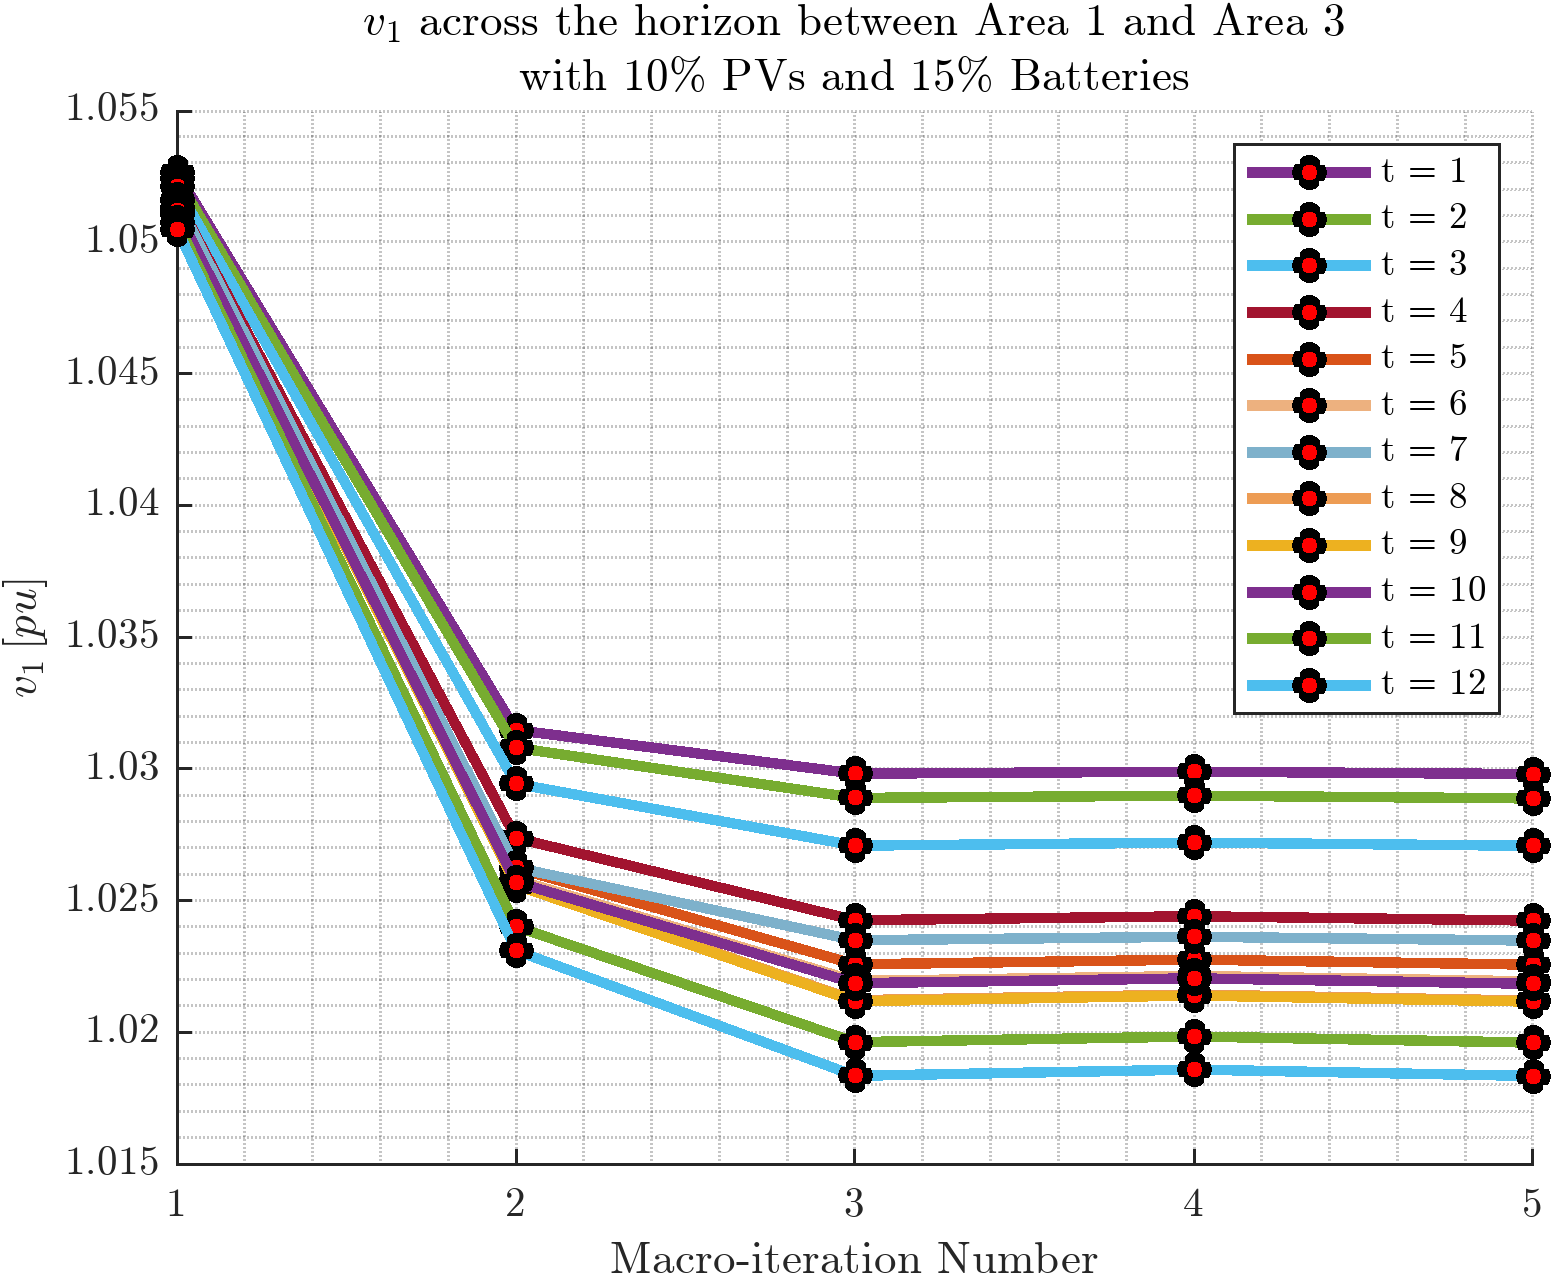 v₁ across the horizon between Area 1 and Area 3
with 10% PVs and 15% Batteries
1.055
1.05
1.045
1.04
1.035
1.03
1.025
1.02
1.015
v₁ [pu]
t = 1
t = 2
t = 3
t = 4
t = 5
t = 6
t = 7
t = 8
t = 9
t = 10
t = 11
t = 12
1 2 3 4 5
Macro-iteration Number